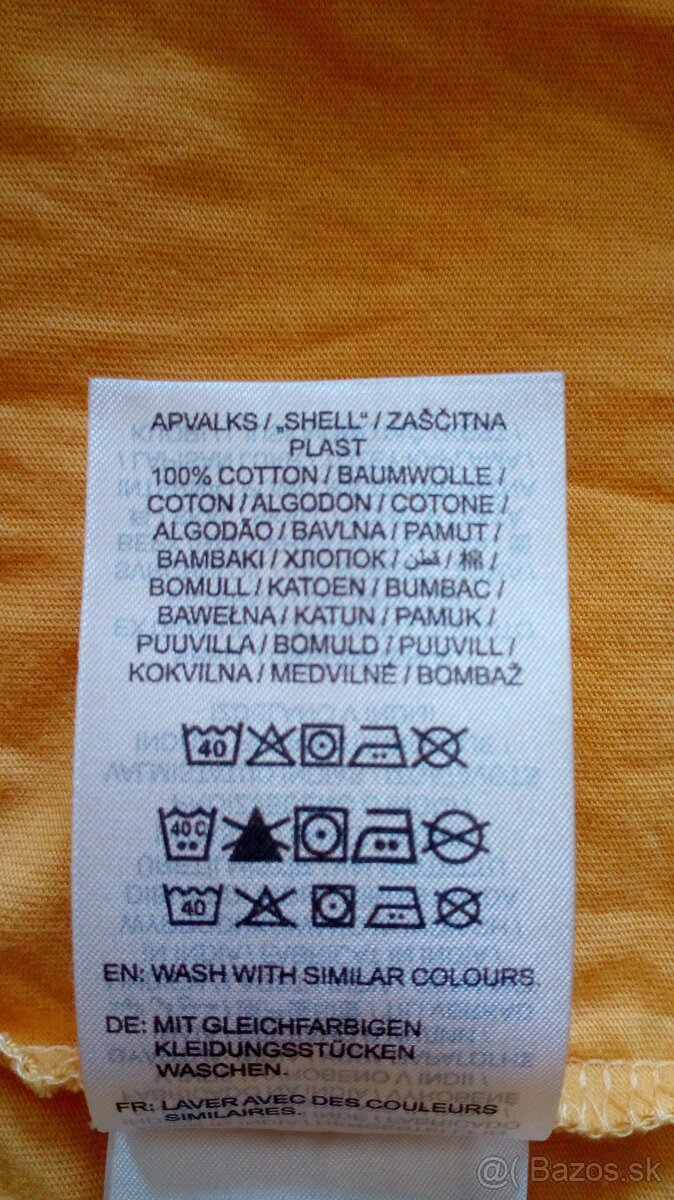 APVALKS / „SHELL“ / ZAŠČITNA
PLAST
100% COTTON / BAUMWOLLE /
COTON / ALGODON / COTONE /
ALGODÃO / BAVLNA / PAMUT /
BAMBAKI / ХЛОПОК / قطن / 棉 /
BOMULL / KATOEN / BUMBAC /
BAWEŁNA / KATUN / PAMUK /
PUUVILLA / BOMULD / PUUVILL /
KOKVILNA / MEDVILNĖ / BOMBAŽ
40
40 C
40
EN: WASH WITH SIMILAR COLOURS.
DE: MIT GLEICHFARBIGEN
KLEIDUNGSSTÜCKEN
WASCHEN.
FR: LAVER AVEC DES COULEURS
SIMILAIRES.
@( Bazos.sk